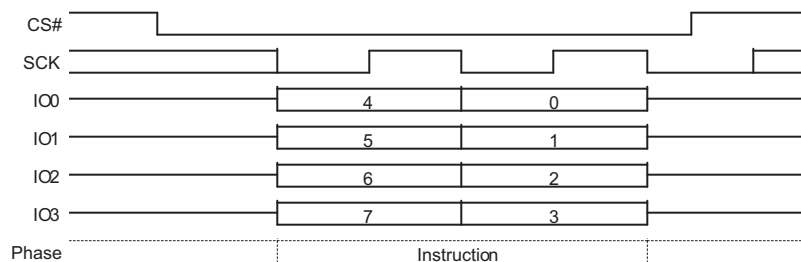 CS#
SCK
IO0 4 0
IO1 5 1
IO2 6 2
IO3 7 3
Phase Instruction